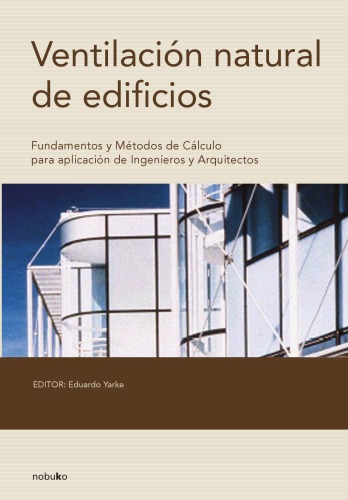 Ventilación natural
de edificios
Fundamentos y Métodos de Cálculo
para aplicación de Ingenieros y Arquitectos
EDITOR: Eduardo Yarke
nobuko